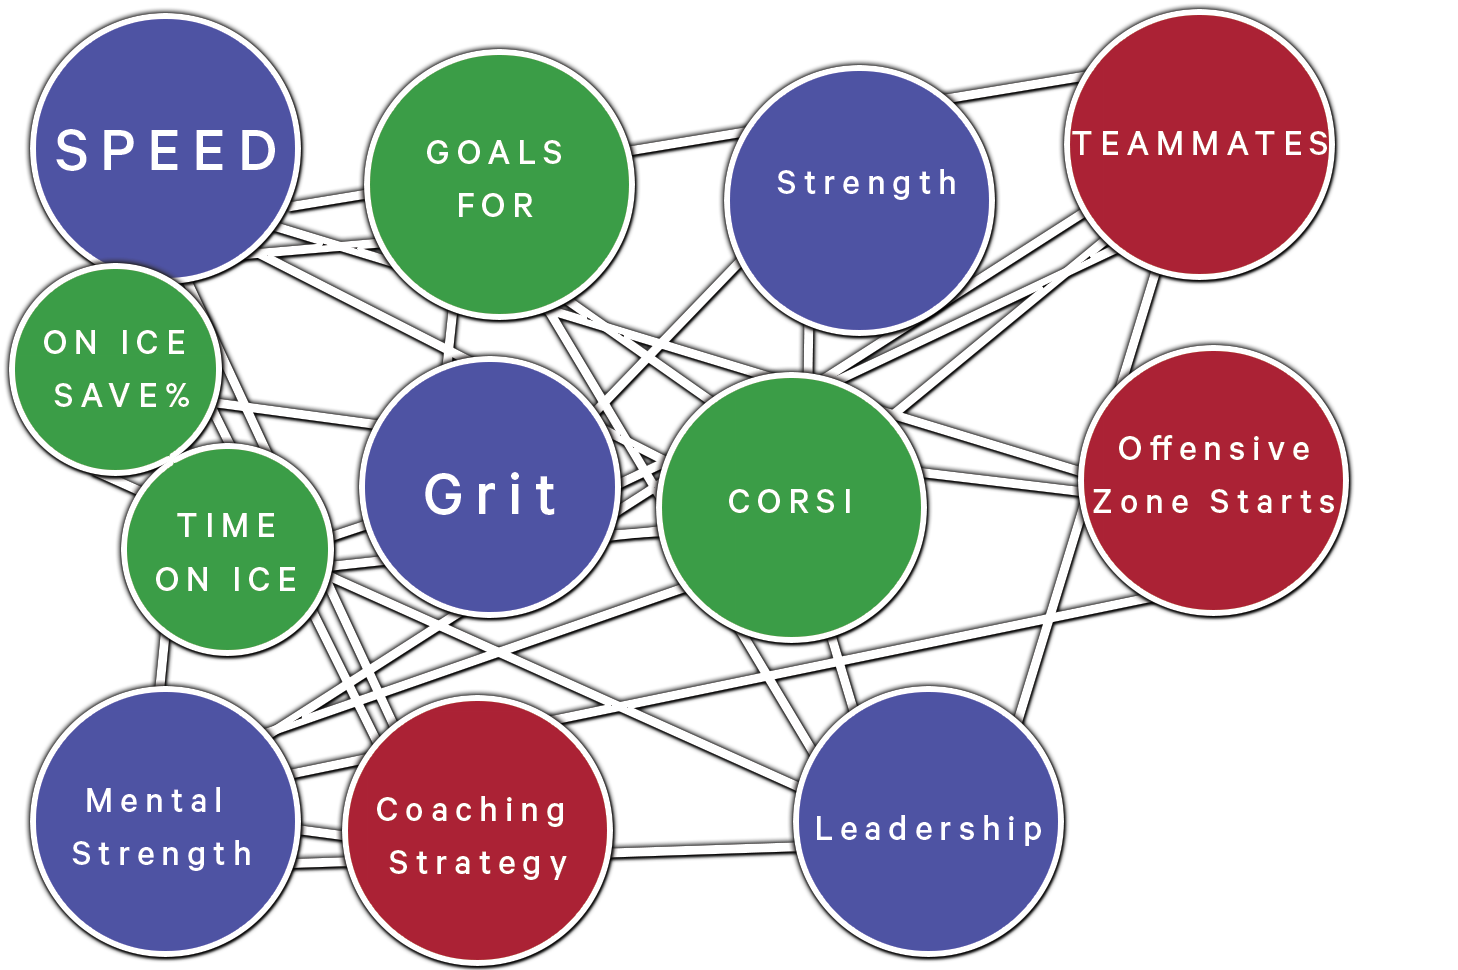 SPEED
GOALS
FOR
Strength
TEAMMATES
ON ICE
SAVE%
Grit
CORSI
Offensive
Zone Starts
TIME
ON ICE
Mental
Strength
Coaching
Strategy
Leadership